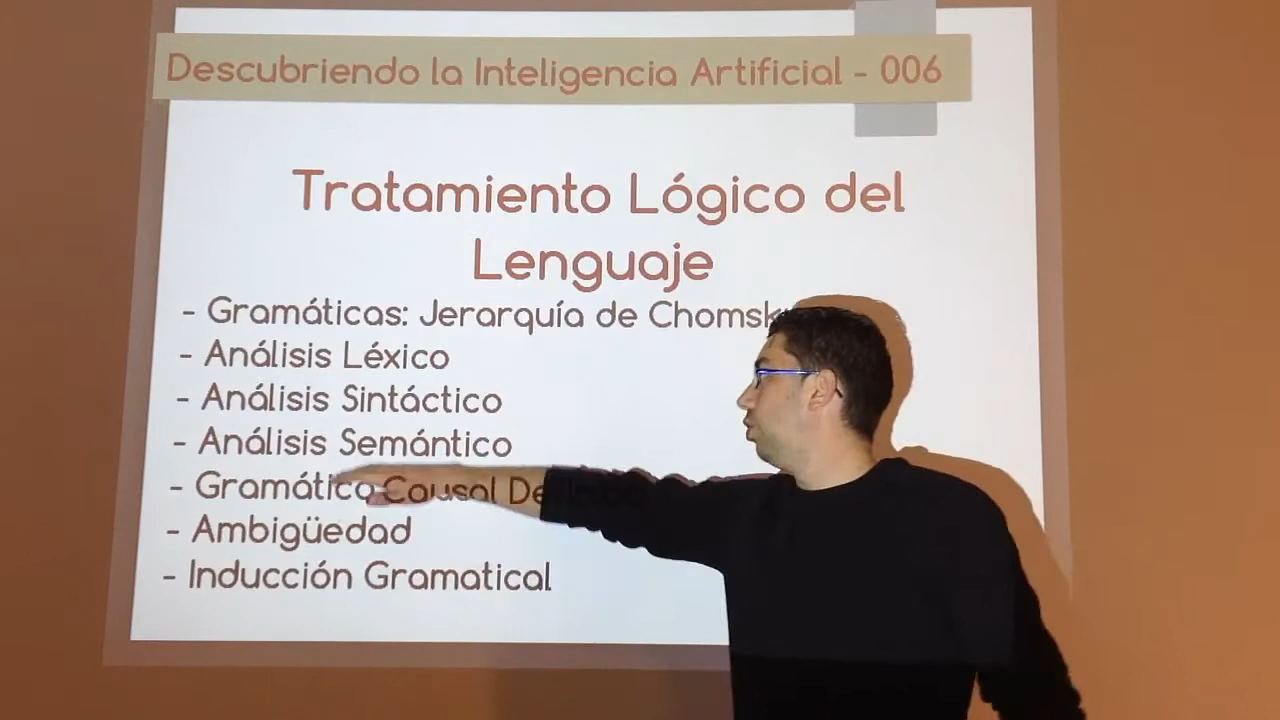 Descubriendo la Inteligencia Artificial - 006
Tratamiento Lógico del
Lenguaje
- Gramáticas: Jerarquía de
- Análisis Léxico
- Análisis Sintáctico
- Análisis Semántico
- Gramática Causal
- Ambigüedad
- Inducción Gramatical